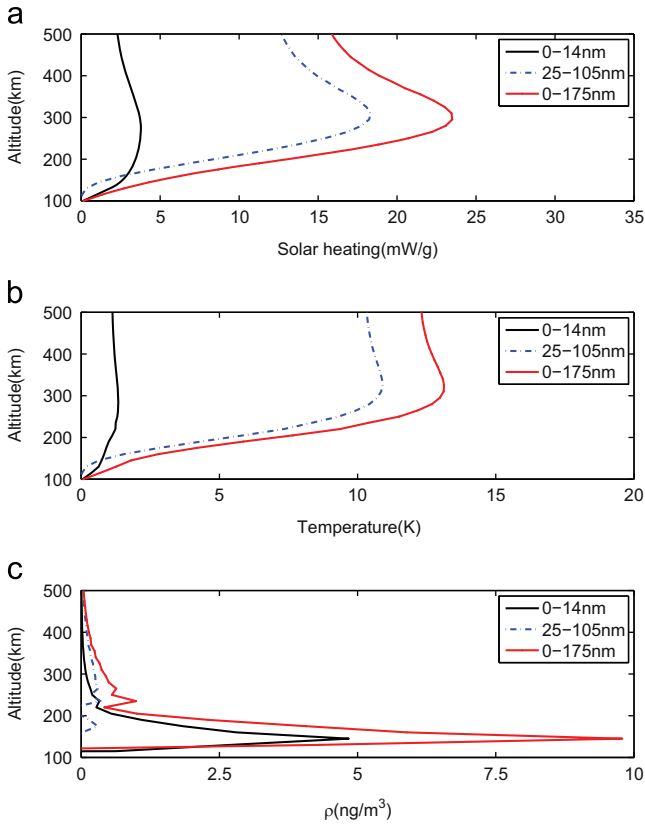 a
500
400
300
200
100
Altitude(km)
0−14nm
25−105nm
0−175nm
0 5 10 15 20 25 30 35
Solar heating(mW/g)
b
500
400
300
200
100
Altitude(km)
0−14nm
25−105nm
0−175nm
0 5 10 15 20
Temperature(K)
c
500
400
300
200
100
Altitude(km)
0−14nm
25−105nm
0−175nm
0 2.5 5 7.5 10
ρ(ng/m³)